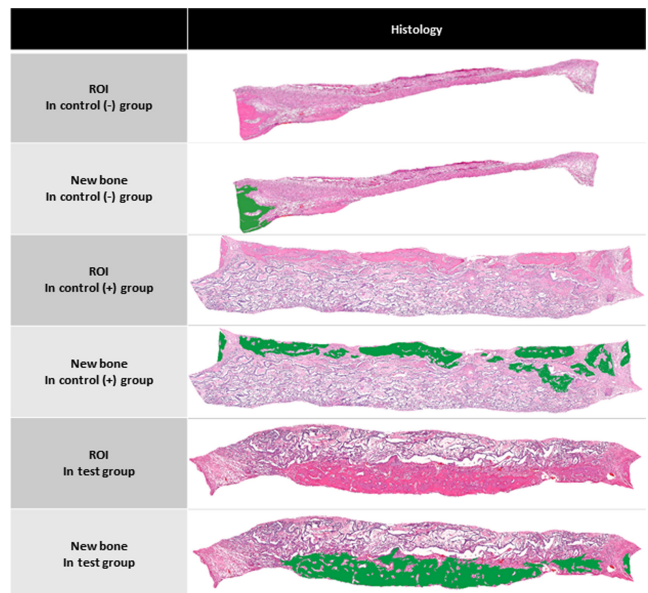 Histology
ROI
In control (-) group
New bone
In control (-) group
ROI
In control (+) group
New bone
In control (+) group
ROI
In test group
New bone
In test group